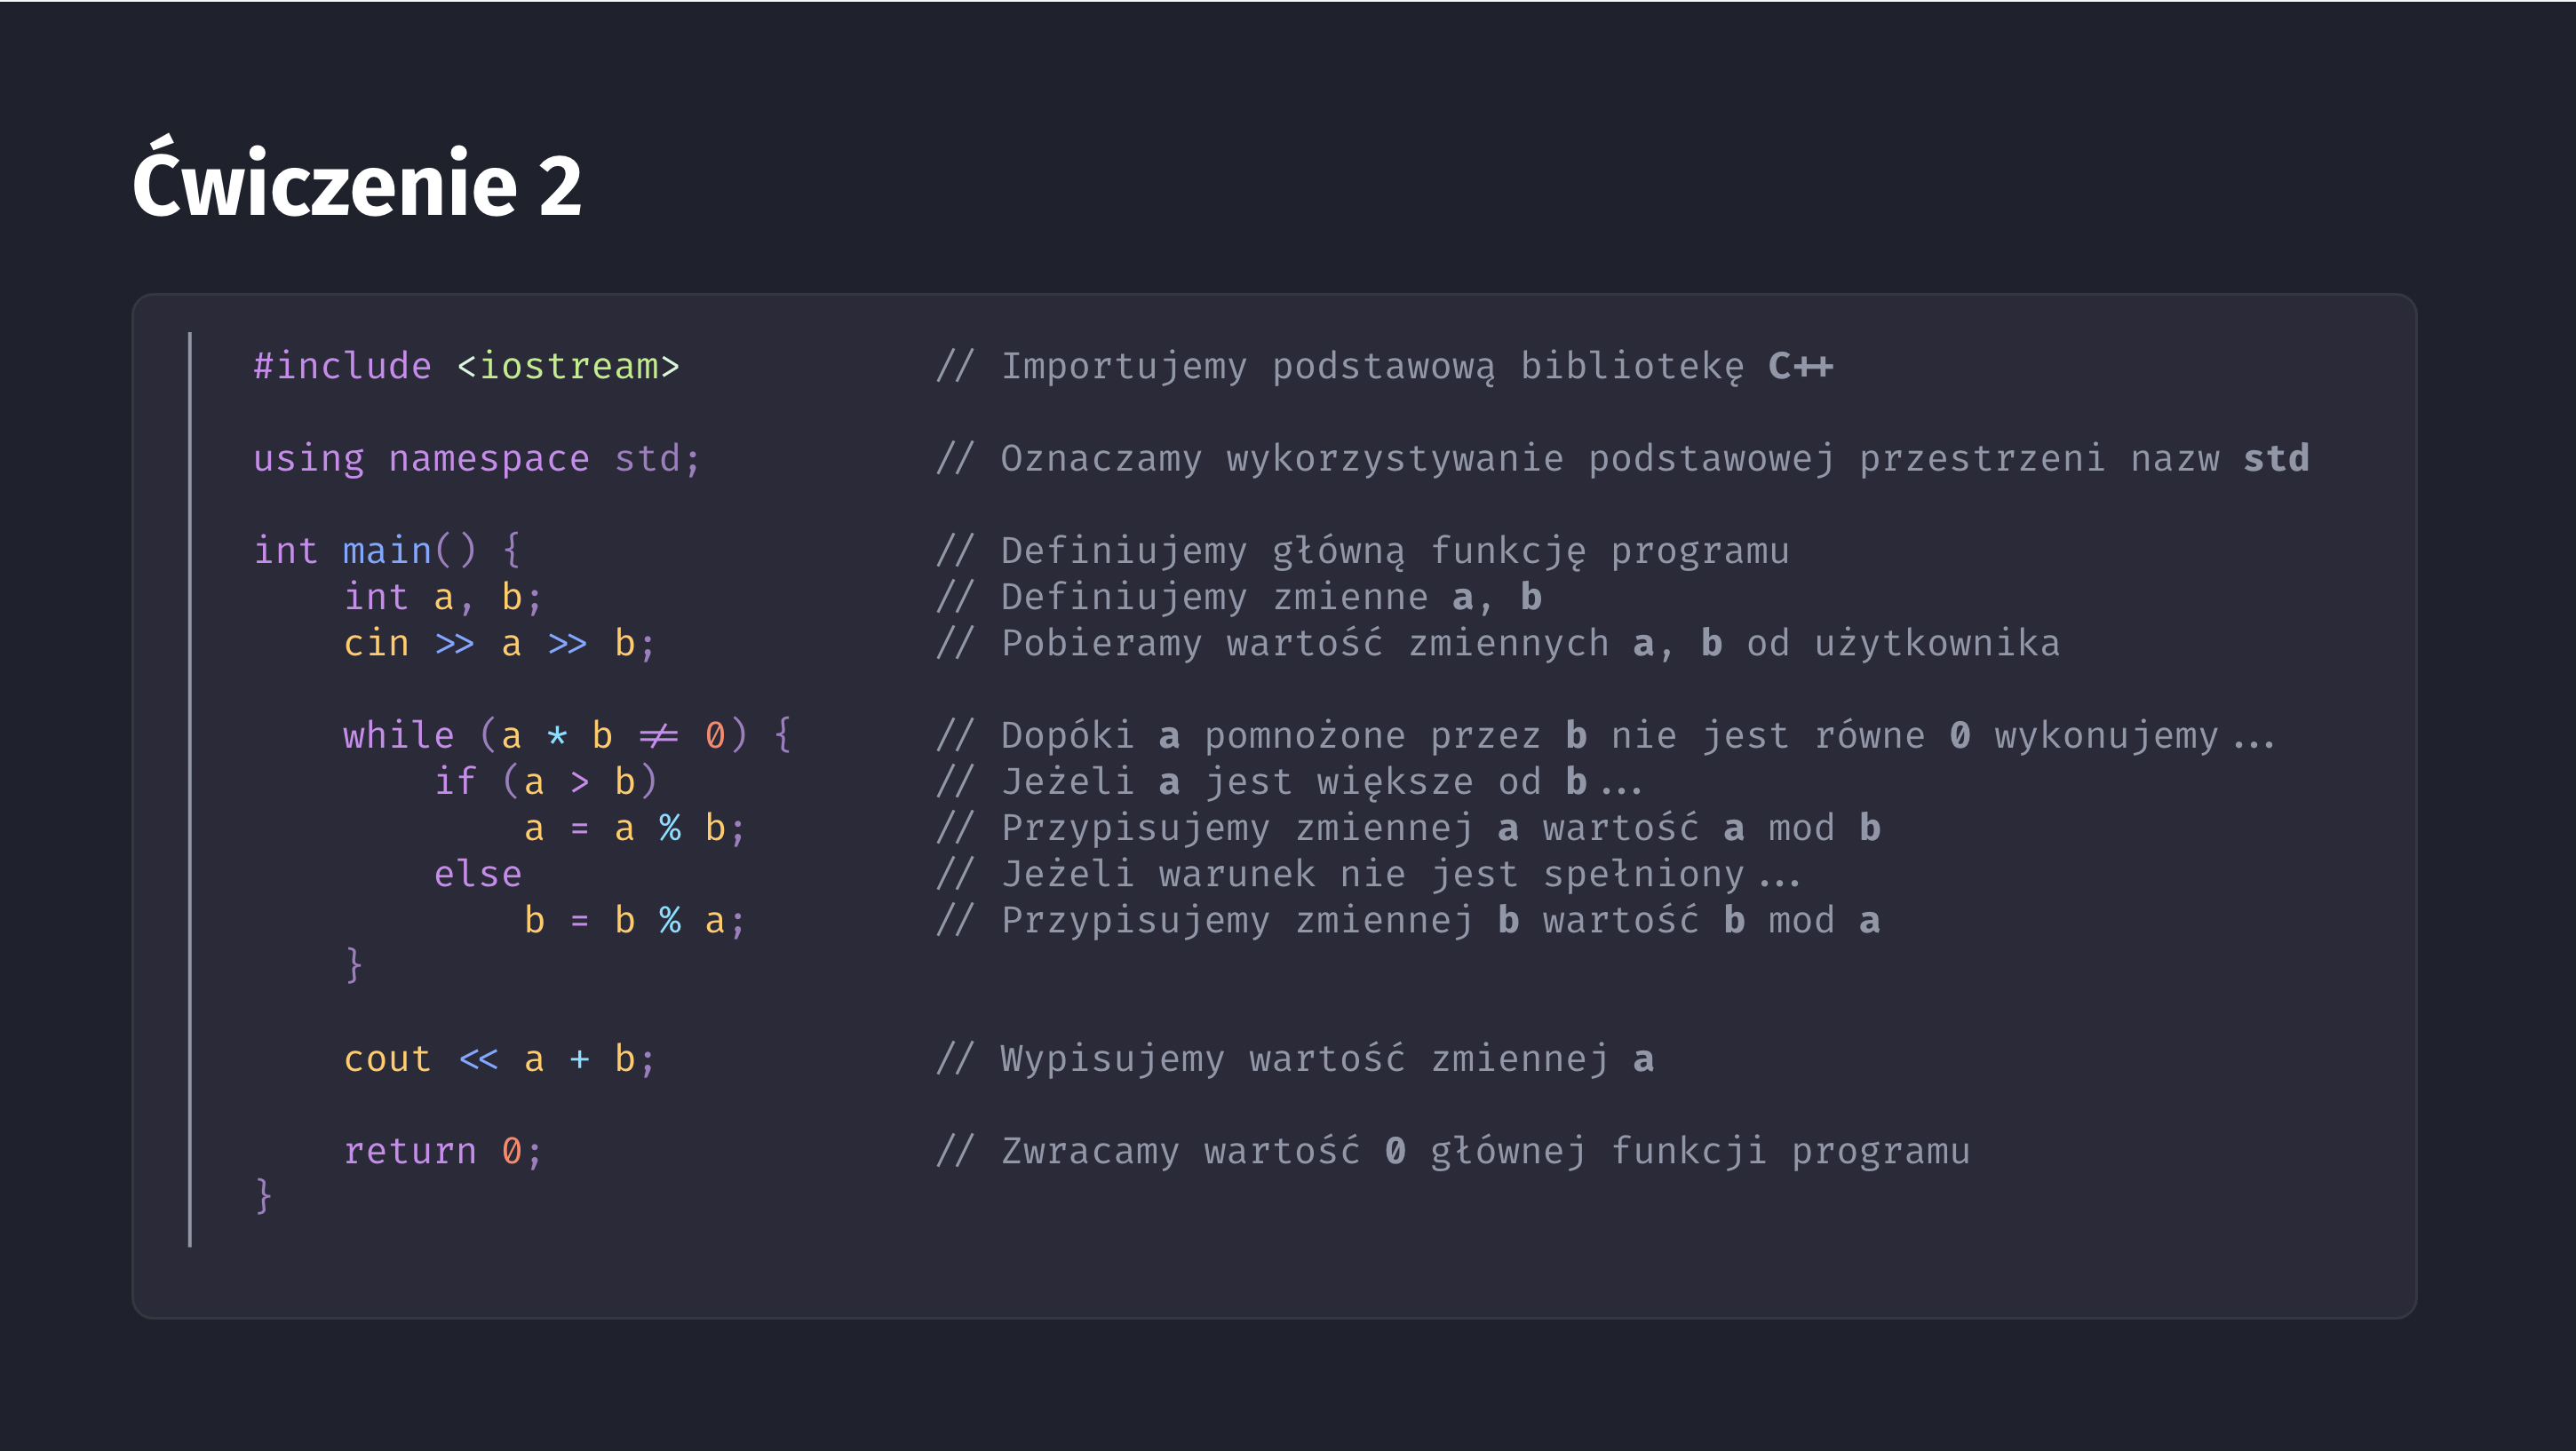 Ćwiczenie 2
#include <iostream> // Importujemy podstawową bibliotekę C++
using namespace std; // Oznaczamy wykorzystywanie podstawowej przestrzeni nazw std
int main() { // Definiujemy główną funkcję programu
int a, b; // Definiujemy zmienne a, b
cin >> a >> b; // Pobieramy wartość zmiennych a, b od użytkownika
while (a * b != 0) { // Dopóki a pomnożone przez b nie jest równe 0 wykonujemy...
if (a > b) // Jeżeli a jest większe od b...
a = a % b; // Przypisujemy zmiennej a wartość a mod b
else // Jeżeli warunek nie jest spełniony...
b = b % a; // Przypisujemy zmiennej b wartość b mod a
}
cout << a + b; // Wypisujemy wartość zmiennej a
return 0; // Zwracamy wartość 0 głównej funkcji programu
}